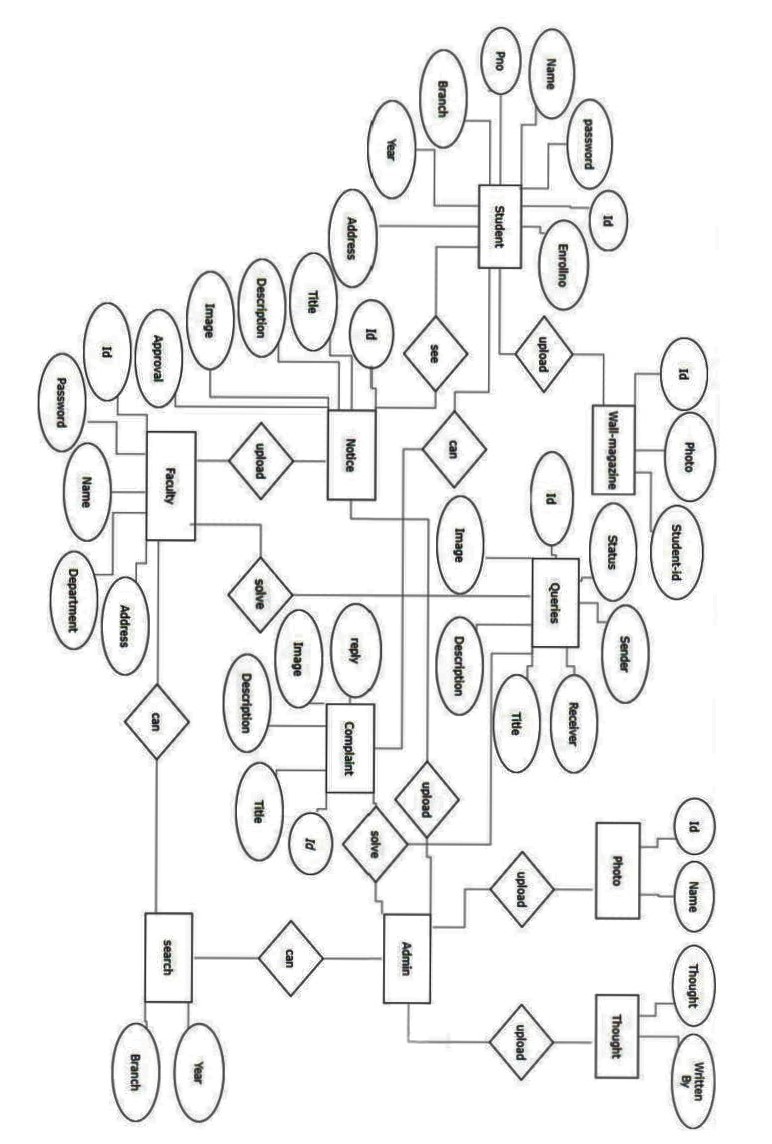 Id
Photo
Student-id
Id
Name
Thought
Written
By
password
Id
Wall-magazine
Status
Sender
Photo
Thought
Name
Enrollno
upload
Id
Queries
Receiver
Title
upload
upload
Pno
Student
Branch
see
can
Image
Description
upload
Admin
Year
Id
solve
Address
Title
Notice
reply
Complaint
Id
Description
upload
solve
Image
Title
can
Image
Description
Approval
Faculty
can
search
Year
Id
Name
Address
Branch
Password
Department